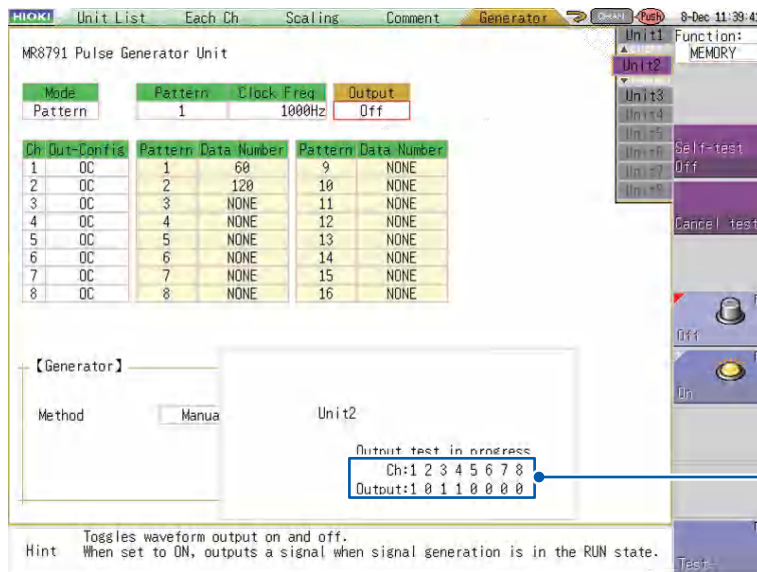 HIOKI Unit List Each Ch Scaling Comment Generator Push 8-Dec 11:39:4
MR8791 Pulse Generator Unit
Mode Pattern Clock Freq Output
Pattern 1 1000Hz Off
Ch Out-Config Pattern Data Number Pattern Data Number
1 OC 1 60 9 NONE
2 OC 2 120 10 NONE
3 OC 3 NONE 11 NONE
4 OC 4 NONE 12 NONE
5 OC 5 NONE 13 NONE
6 OC 6 NONE 14 NONE
7 OC 7 NONE 15 NONE
8 OC 8 NONE 16 NONE
【Generator】
Method Manua
Unit2
Output test in progress
Ch:1 2 3 4 5 6 7 8
Output:1 0 1 1 0 0 0 0
Hint Toggles waveform output on and off.
When set to ON, outputs a signal when signal generation is in the RUN state.
Unit1
Unit2
Unit3
Unit4
Unit5
Unit6
Unit7
Unit8
Function:
MEMORY
Self-test
Off
Cancel test
Off
On
Test-